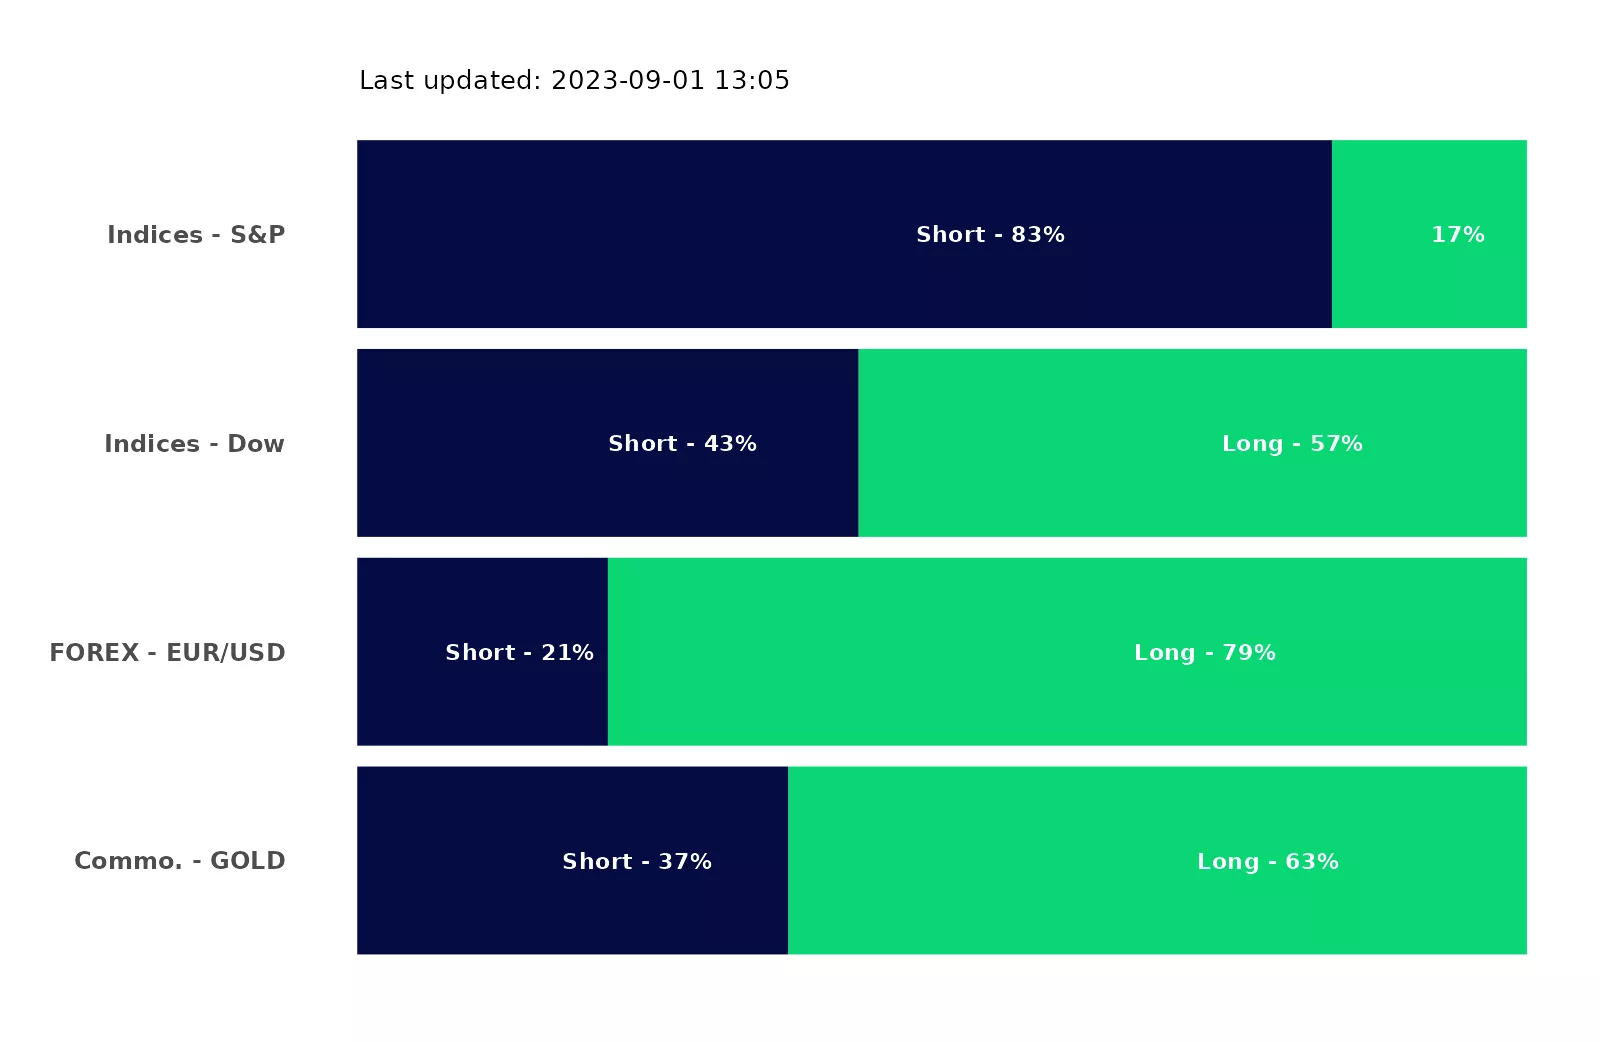 Last updated: 2023-09-01 13:05
Indices - S&P
Short - 83%
17%
Indices - Dow
Short - 43%
Long - 57%
FOREX - EUR/USD
Short - 21%
Long - 79%
Commo. - GOLD
Short - 37%
Long - 63%